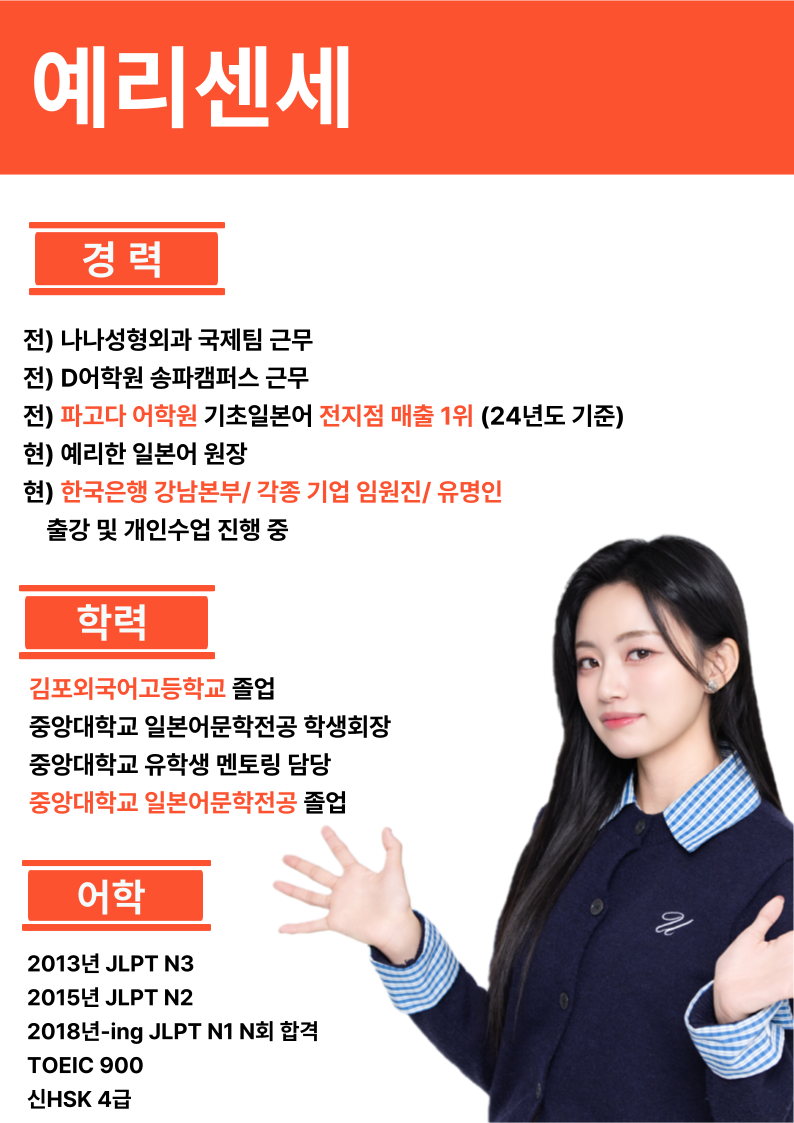 예리센세
경 력
전) 나나성형외과 국제팀 근무
전) D어학원 송파캠퍼스 근무
전) 파고다 어학원 기초일본어 전지점 매출 1위 (24년도 기준)
현) 예리한 일본어 원장
현) 한국은행 강남본부/ 각종 기업 임원진/ 유명인
출강 및 개인수업 진행 중
학력
김포외국어고등학교 졸업
중앙대학교 일본어문학전공 학생회장
중앙대학교 유학생 멘토링 담당
중앙대학교 일본어문학전공 졸업
어학
2013년 JLPT N3
2015년 JLPT N2
2018년-ing JLPT N1 N회 합격
TOEIC 900
신HSK 4급